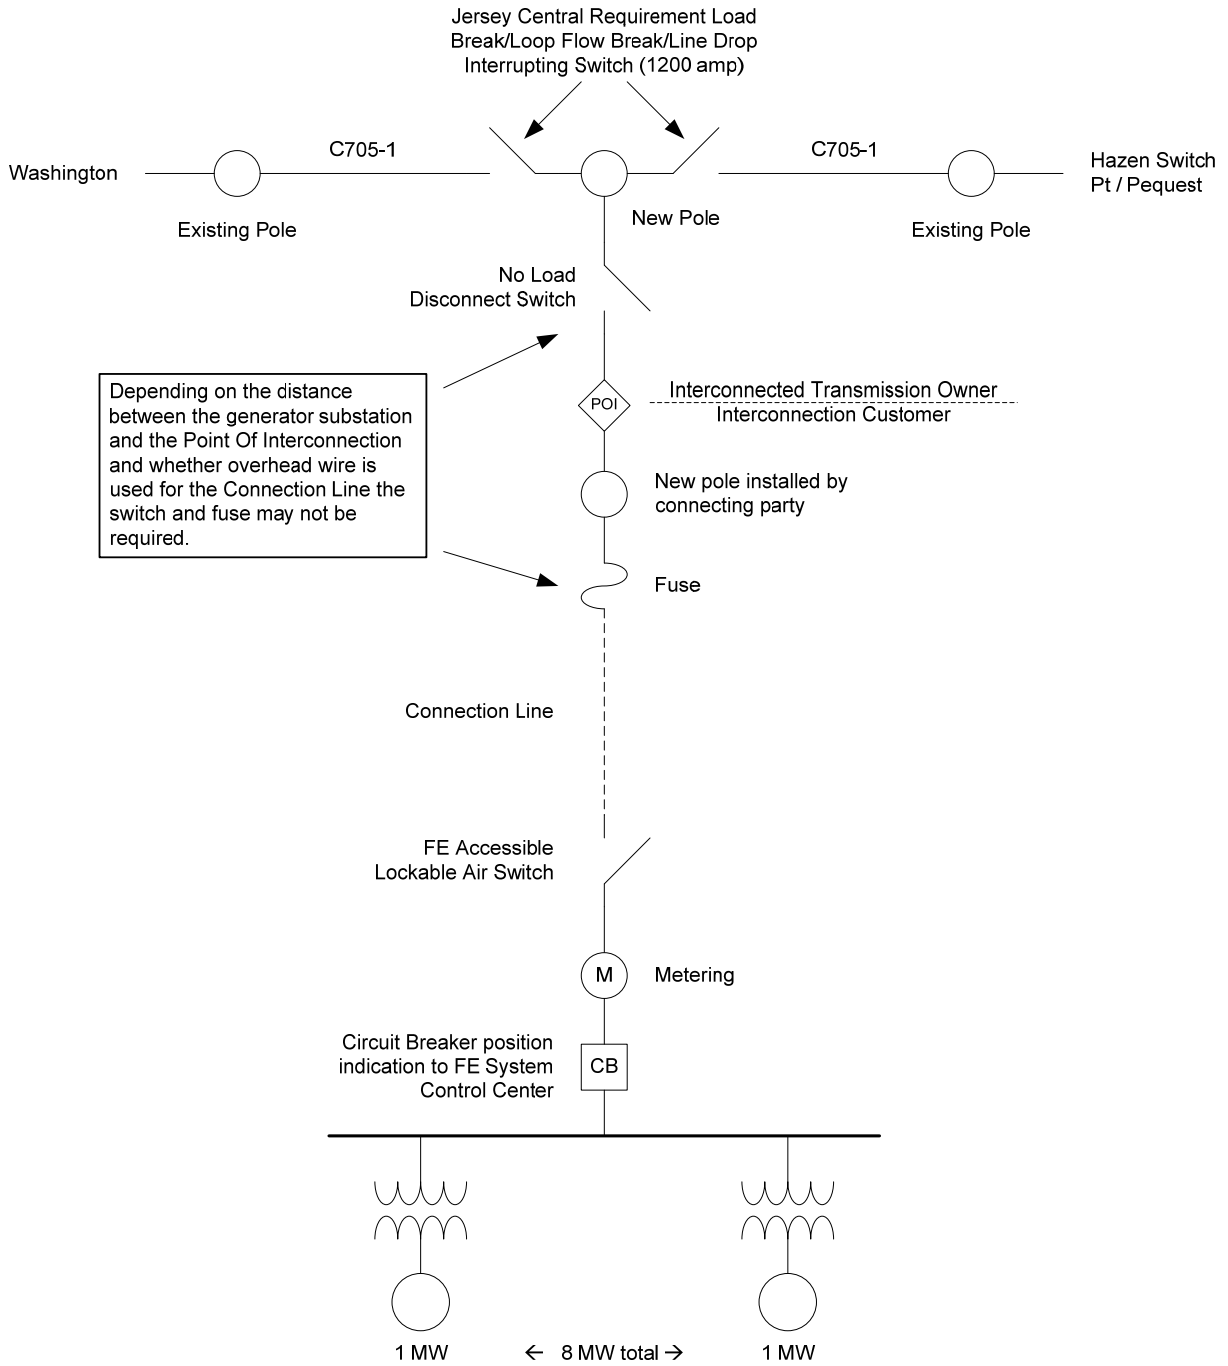 Jersey Central Requirement Load
Break/Loop Flow Break/Line Drop
Interrupting Switch (1200 amp)
C705-1
C705-1
Washington
Hazen Switch
Pt / Pequest
New Pole
Existing Pole
Existing Pole
No Load
Disconnect Switch
Depending on the distance
between the generator substation
and the Point Of Interconnection
and whether overhead wire is
used for the Connection Line the
switch and fuse may not be
required.
POI
Interconnected Transmission Owner
Interconnection Customer
New pole installed by
connecting party
Fuse
Connection Line
FE Accessible
Lockable Air Switch
M
Metering
Circuit Breaker position
indication to FE System
Control Center
CB
1 MW
← 8 MW total →
1 MW